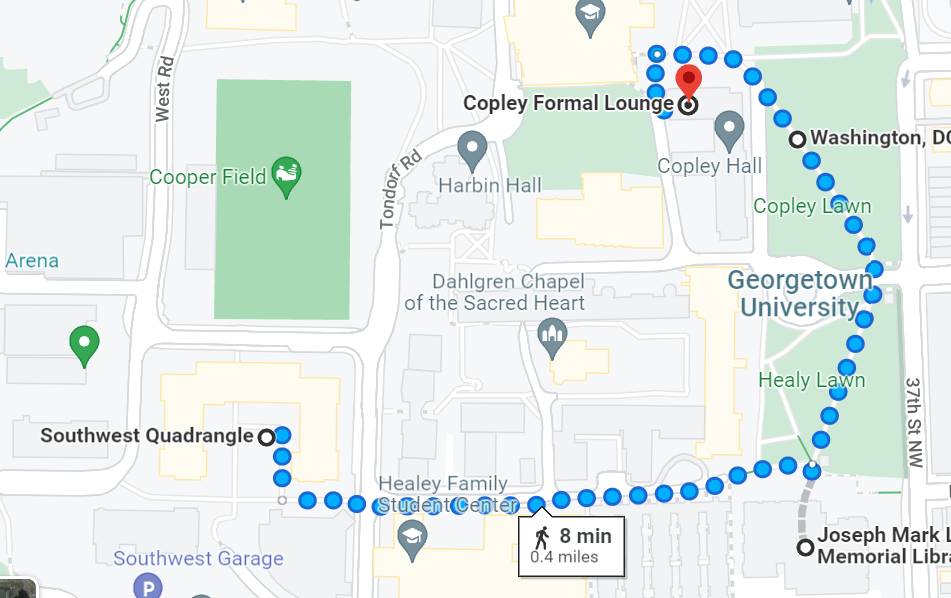 West Rd
Copley Formal Lounge
Washington, DC
Copley Hall
Cooper Field
Tondorf Rd
Harbin Hall
Copley Lawn
Arena
Dahlgren Chapel
of the Sacred Heart
Georgetown
University
Healy Lawn
37th St NW
Southwest Quadrangle
Healey Family
Student Center
8 min
0.4 miles
Joseph Mark L
Memorial Libra
Southwest Garage
P